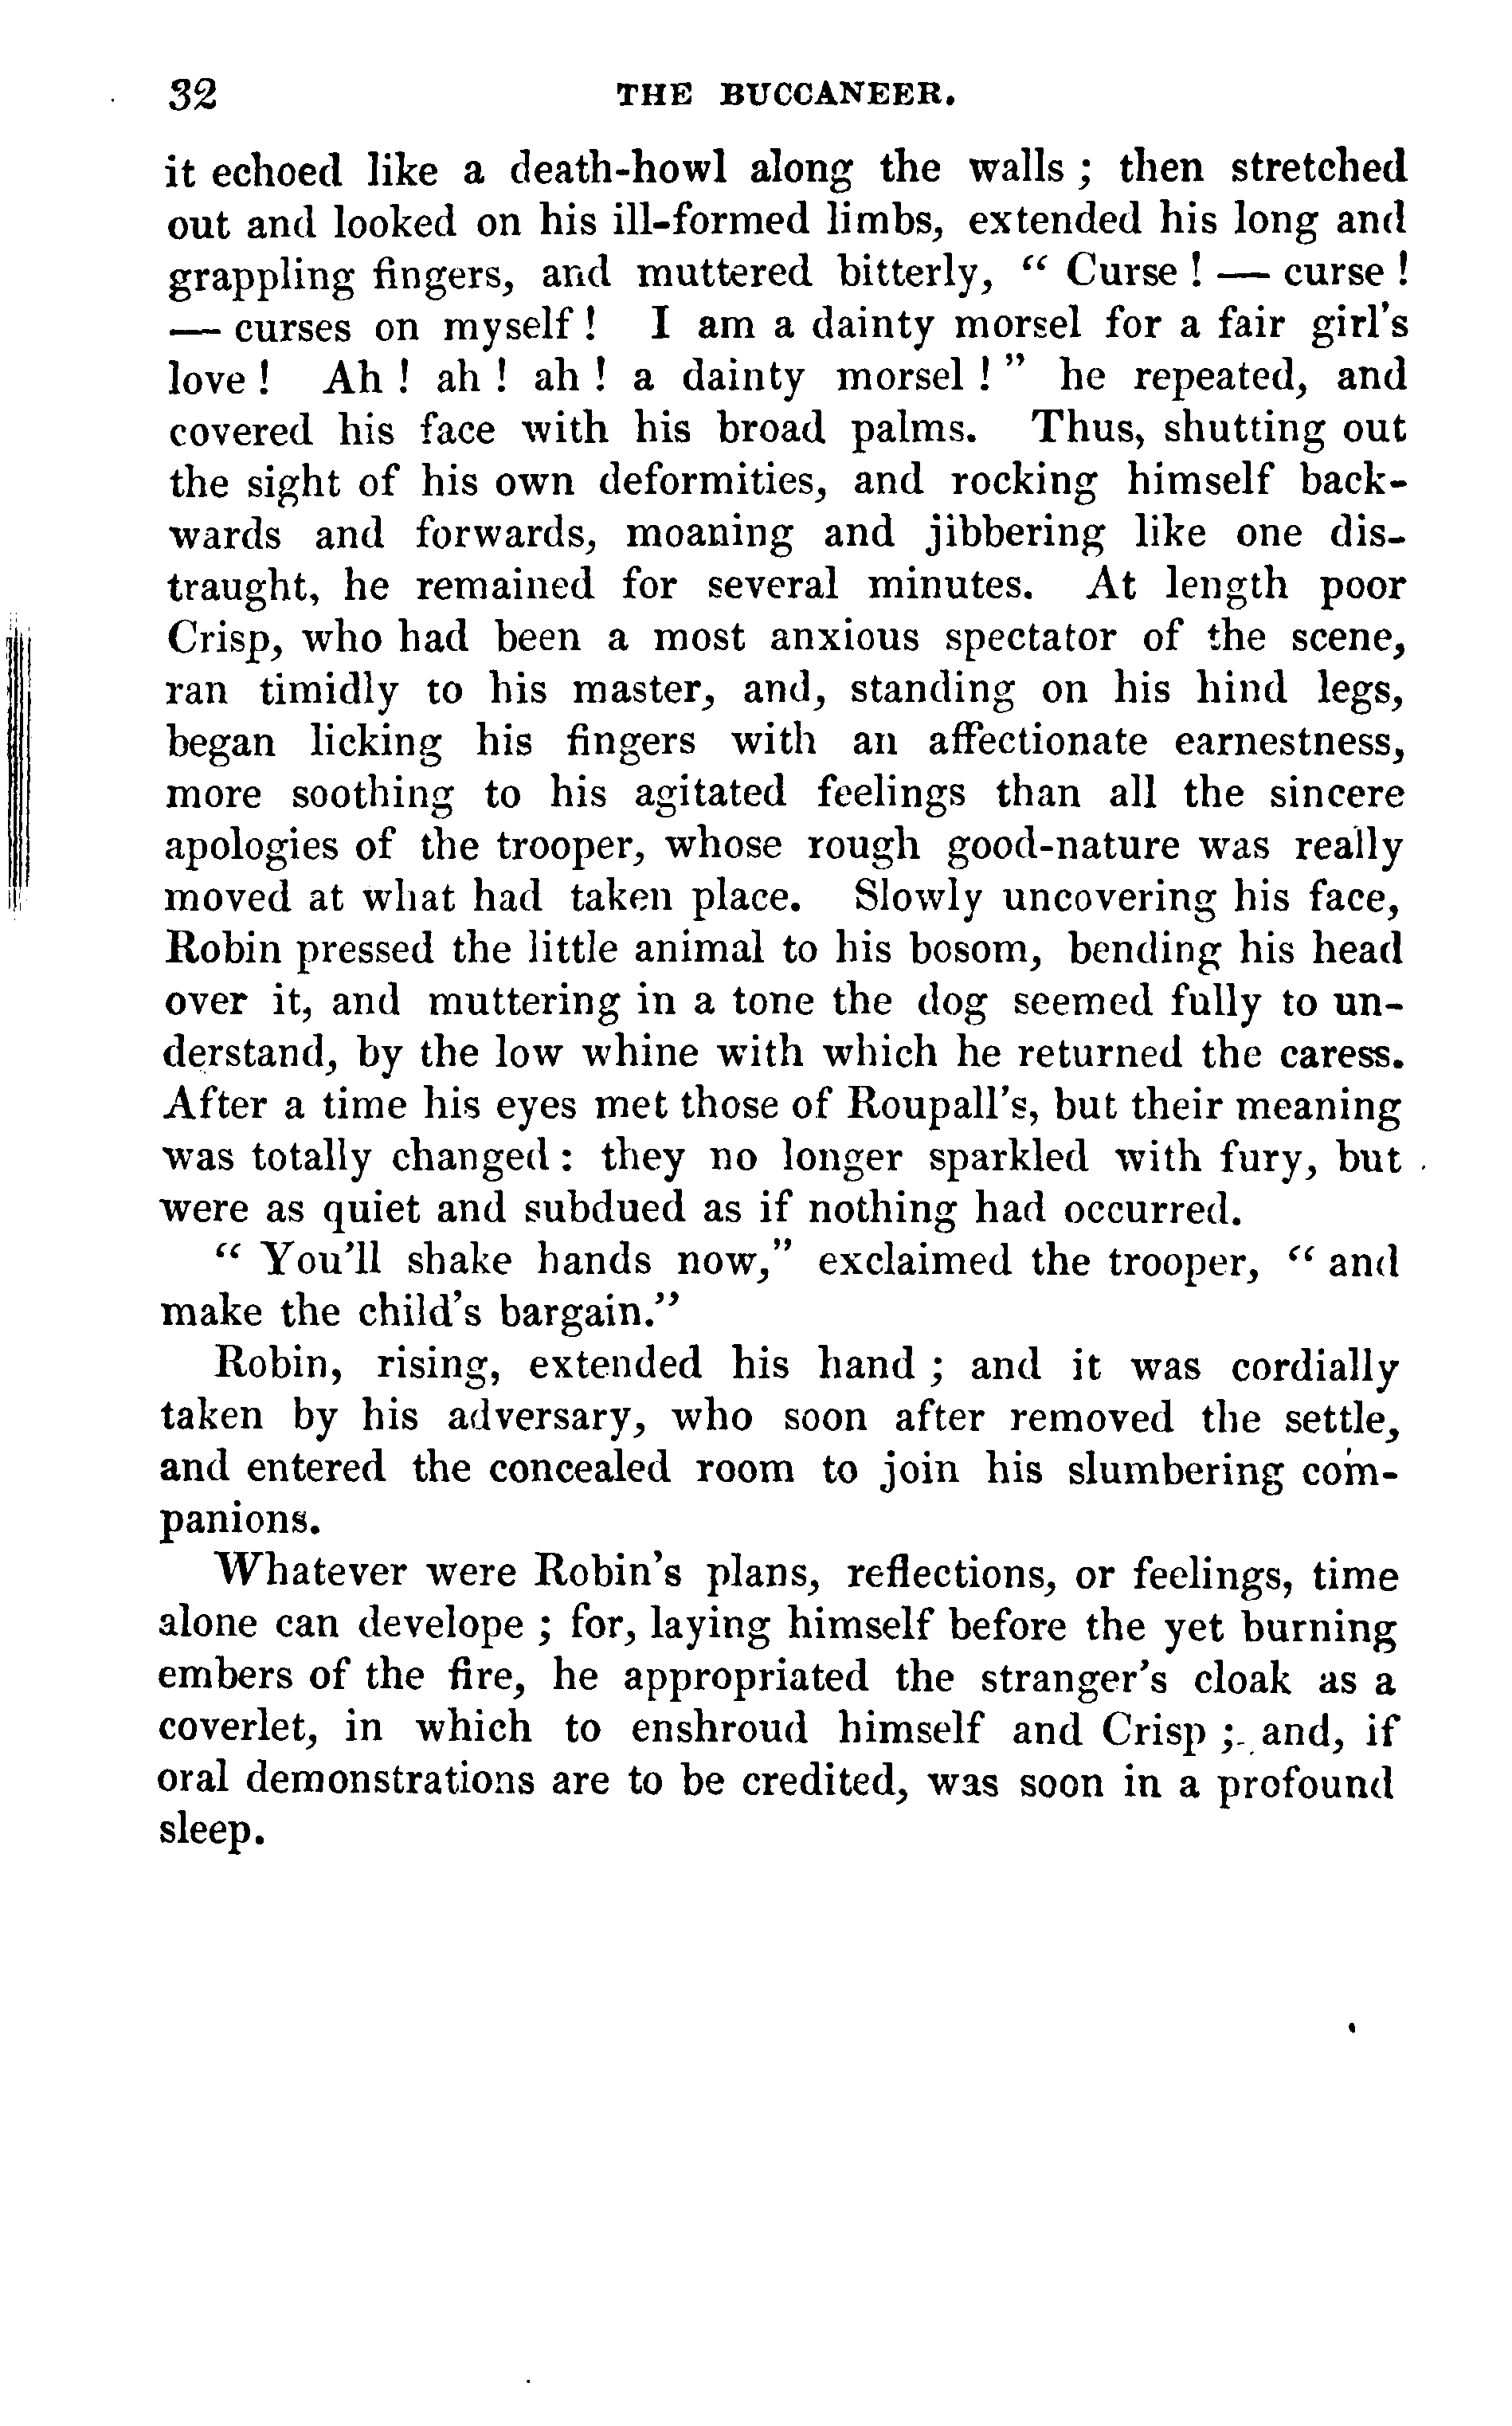 32 THE BUCCANEER.
it echoed like a death-howl along the walls ; then stretched
out and looked on his ill-formed limbs, extended his long and
grappling fingers, and muttered bitterly, “ Curse ! — curse !
— curses on myself ! I am a dainty morsel for a fair girl’s
love ! Ah ! ah ! ah ! a dainty morsel ! ” he repeated, and
covered his face with his broad palms. Thus, shutting out
the sight of his own deformities, and rocking himself back-
wards and forwards, moaning and jibbering like one dis-
traught, he remained for several minutes. At length poor
Crisp, who had been a most anxious spectator of the scene,
ran timidly to his master, and, standing on his hind legs,
began licking his fingers with an affectionate earnestness,
more soothing to his agitated feelings than all the sincere
apologies of the trooper, whose rough good-nature was really
moved at what had taken place. Slowly uncovering his face,
Robin pressed the little animal to his bosom, bending his head
over it, and muttering in a tone the dog seemed fully to un-
derstand, by the low whine with which he returned the caress.
After a time his eyes met those of Roupall’s, but their meaning
was totally changed : they no longer sparkled with fury, but
were as quiet and subdued as if nothing had occurred.
“ You’ll shake hands now,” exclaimed the trooper, “ and
make the child’s bargain.”
Robin, rising, extended his hand ; and it was cordially
taken by his adversary, who soon after removed the settle,
and entered the concealed room to join his slumbering com-
panions.
Whatever were Robin’s plans, reflections, or feelings, time
alone can develope ; for, laying himself before the yet burning
embers of the fire, he appropriated the stranger’s cloak as a
coverlet, in which to enshroud himself and Crisp ; and, if
oral demonstrations are to be credited, was soon in a profound
sleep.